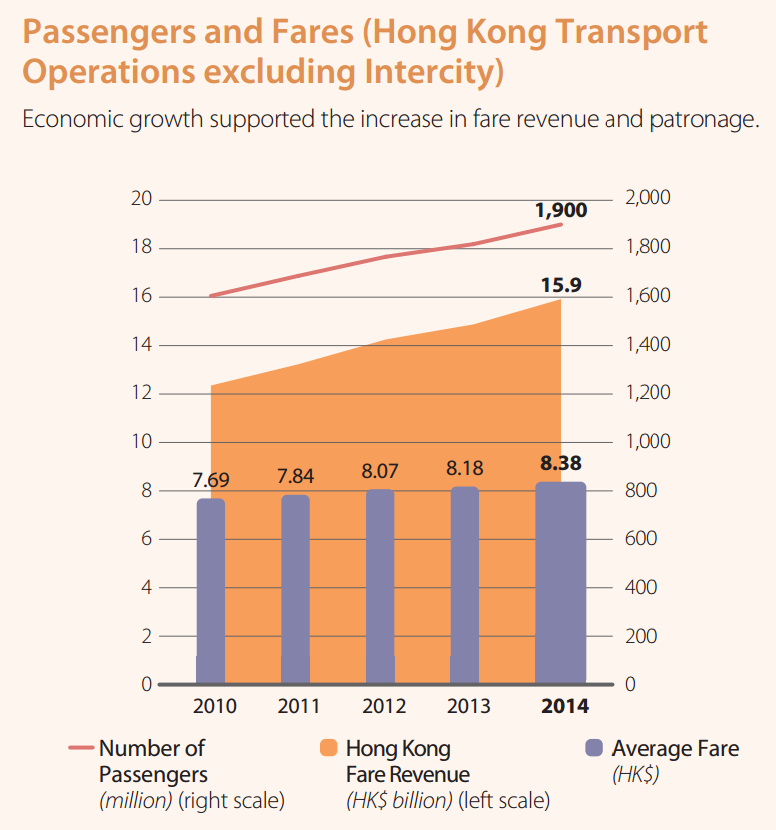 Passengers and Fares (Hong Kong Transport
Operations excluding Intercity)
Economic growth supported the increase in fare revenue and patronage.
20 2,000
1,900
18 1,800
15.9
16 1,600
14 1,400
12 1,200
10 1,000
7.69 7.84 8.07 8.18 8.38
8 800
6 600
4 400
2 200
0 0
2010 2011 2012 2013 2014
Number of Hong Kong Average Fare
Passengers Fare Revenue (HK$)
(million) (right scale) (HK$ billion) (left scale)